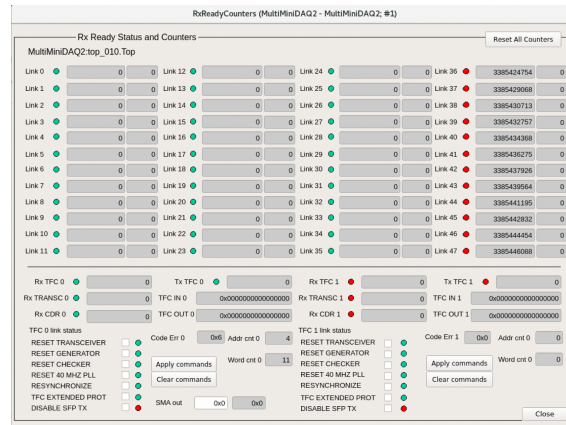 RxReadyCounters (MultiMiniDAQ2 - MultiMiniDAQ2; #1)
Rx Ready Status and Counters
Reset All Counters
MultiMiniDAQ2:top_010.Top
Link 0 0 0 Link 12 0 0 Link 24 0 0 Link 36 3385424754 0
Link 1 0 0 Link 13 0 0 Link 25 0 0 Link 37 3385429068 0
Link 2 0 0 Link 14 0 0 Link 26 0 0 Link 38 3385430713 0
Link 3 0 0 Link 15 0 0 Link 27 0 0 Link 39 3385432757 0
Link 4 0 0 Link 16 0 0 Link 28 0 0 Link 40 3385434368 0
Link 5 0 0 Link 17 0 0 Link 29 0 0 Link 41 3385436275 0
Link 6 0 0 Link 18 0 0 Link 30 0 0 Link 42 3385437926 0
Link 7 0 0 Link 19 0 0 Link 31 0 0 Link 43 3385439564 0
Link 8 0 0 Link 20 0 0 Link 32 0 0 Link 44 3385441195 0
Link 9 0 0 Link 21 0 0 Link 33 0 0 Link 45 3385442832 0
Link 10 0 0 Link 22 0 0 Link 34 0 0 Link 46 3385444454 0
Link 11 0 0 Link 23 0 0 Link 35 0 0 Link 47 3385446088 0
Rx TFC 0 0 Tx TFC 0 0 Rx TFC 1 0 Tx TFC 1 0
Rx TRANSC 0 0 TFC IN 0 0x0000000000000000 Rx TRANSC 1 0 TFC IN 1 0x0000000000000000
Rx CDR 0 0 TFC OUT 0 0x0000000000000000 Rx CDR 1 0 TFC OUT 1 0x0000000000000000
TFC 0 link status
RESET TRANSCEIVER
RESET GENERATOR
RESET CHECKER
RESET 40 MHZ PLL
RESYNCHRONIZE
TFC EXTENDED PROT
DISABLE SFP TX
Code Err 0 0x6 Addr cnt 0 4
Word cnt 0 11
Apply commands
Clear commands
SMA out 0x0 0x0
TFC 1 link status
RESET TRANSCEIVER
RESET GENERATOR
RESET CHECKER
RESET 40 MHZ PLL
RESYNCHRONIZE
TFC EXTENDED PROT
DISABLE SFP TX
Code Err 1 0x0 Addr cnt 0 0
Word cnt 0 0
Apply commands
Clear commands
Close